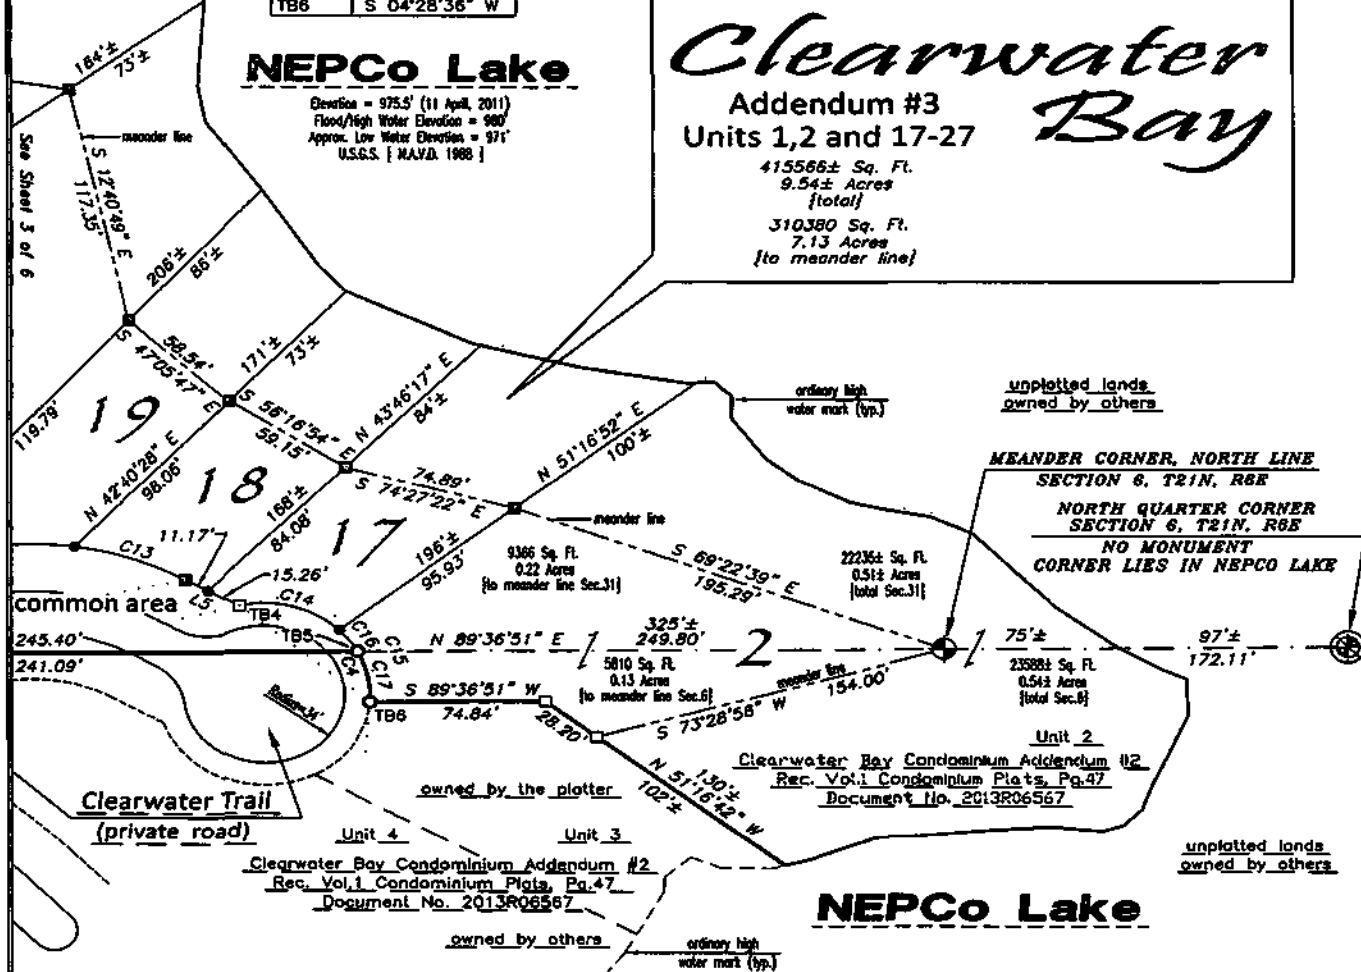 TB6 S 04°28'36" W
NEPCo Lake
Elevation = 975.5' (11 April, 2011)
Flood/High Water Elevation = 980'
Approx. Low Water Elevation = 971'
U.S.G.S. [ N.A.V.D. 1988 ]
Clearwater
Bay
Addendum #3
Units 1,2 and 17-27
415566± Sq. Ft.
9.54± Acres
{total}
310380 Sq. Ft.
7.13 Acres
{to meander line}
164'±
73'±
meander line
S 12°40'49" E
117.35'
See Sheet 3 of 6
206'±
86'±
58.54'
S 47°05'47" E
171'±
73'±
119.79'
19
N 42°40'28" E
98.06'
S 56°16'54" E
59.15'
N 43°46'17" E
84'±
18
168'±
84.08'
17
74.89'
S 74°27'22" E
N 51°16'52" E
100'±
196'±
95.93'
ordinary high
water mark (typ.)
unplatted lands
owned by others
MEANDER CORNER, NORTH LINE
SECTION 6, T21N, R6E
NORTH QUARTER CORNER
SECTION 6, T21N, R6E
NO MONUMENT
CORNER LIES IN NEPCO LAKE
meander line
S 69°22'39" E
195.29'
9366 Sq. Ft.
0.22 Acres
{to meander line Sec.31}
22236± Sq. Ft.
0.51± Acres
{total Sec.31}
C13
11.17'
L5
15.26'
C14
TB4
common area
TB5
C16
C15
C4
C17
245.40'
241.09'
N 89°36'51" E
325'±
249.80'
2
75'±
97'±
172.11'
5810 Sq. Ft.
0.13 Acres
{to meander line Sec.6}
meander line
S 73°28'58" W
154.00'
23588± Sq. Ft.
0.54± Acres
{total Sec.6}
S 89°36'51" W
74.84'
TB6
28.20'
Radius=34'
N 51°16'42" W
130'±
102'±
Unit 2
Clearwater Bay Condominium Addendum #2
Rec. Vol.1 Condominium Plats, Pg.47
Document No. 2013R06567
owned by the platter
Clearwater Trail
(private road)
Unit 4
Unit 3
Clearwater Bay Condominium Addendum #2
Rec. Vol.1 Condominium Plats, Pg.47
Document No. 2013R06567
owned by others
ordinary high
water mark (typ.)
NEPCo Lake
unplatted lands
owned by others